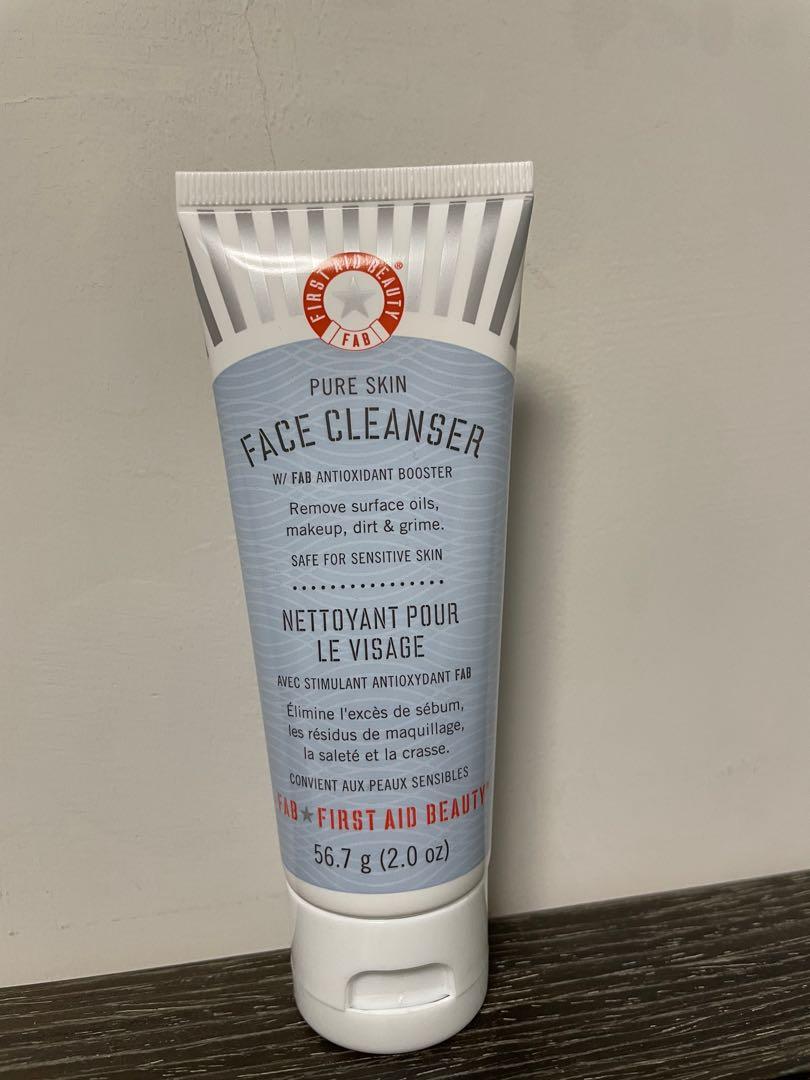 FIRST AID BEAUTY®
FAB
PURE SKIN
FACE CLEANSER
W/ FAB ANTIOXIDANT BOOSTER
Remove surface oils,
makeup, dirt & grime.
SAFE FOR SENSITIVE SKIN
NETTOYANT POUR
LE VISAGE
AVEC STIMULANT ANTIOXYDANT FAB
Élimine l'excès de sébum,
les résidus de maquillage,
la saleté et la crasse.
CONVIENT AUX PEAUX SENSIBLES
FAB★FIRST AID BEAUTY®
56.7 g (2.0 oz)